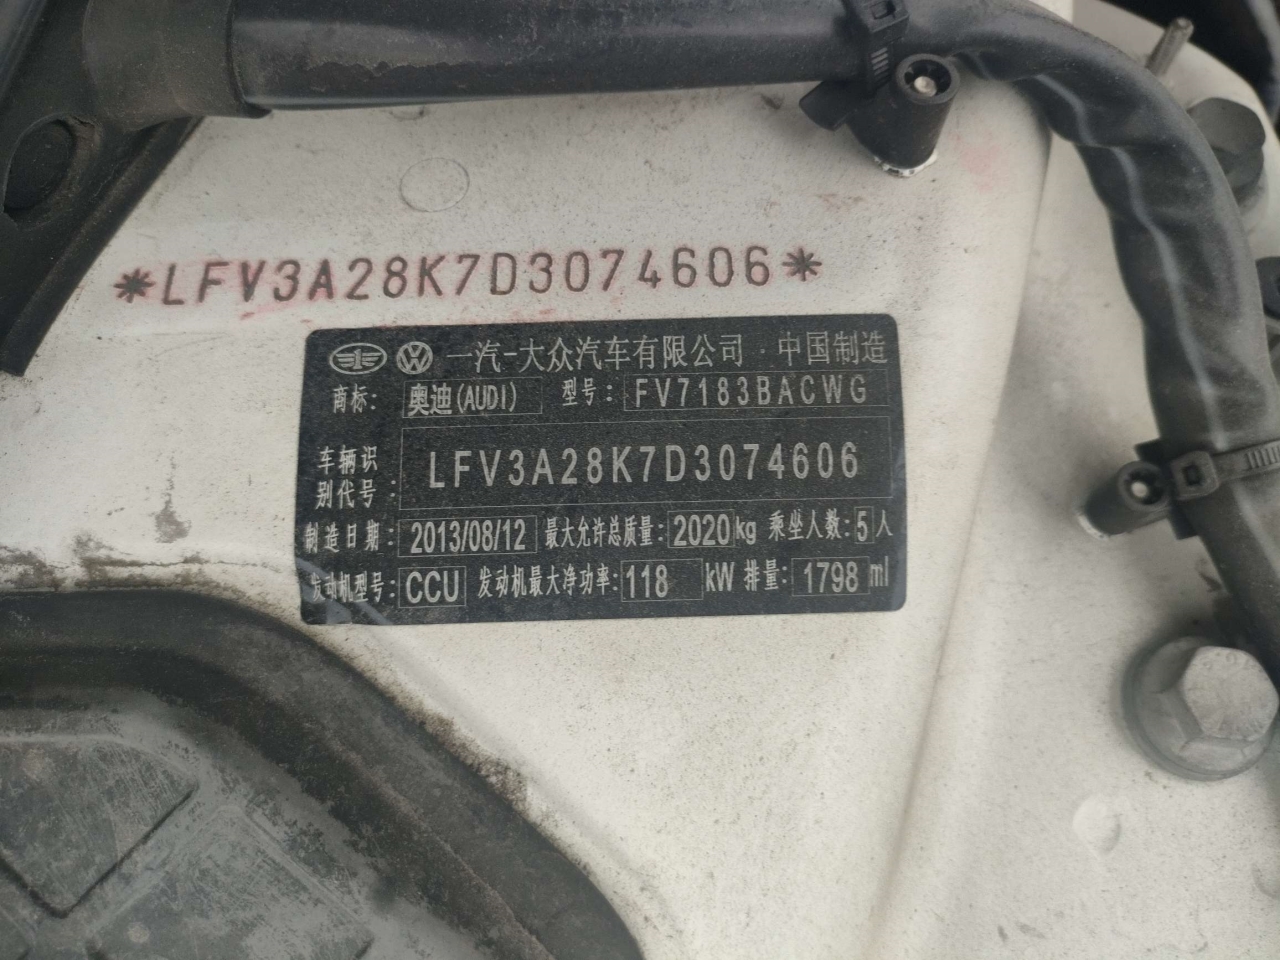 *LFV3A28K7D3074606*
一汽-大众汽车有限公司·中国制造
商标: 奥迪(AUDI) 型号: FV7183BACWG
车辆识别代号: LFV3A28K7D3074606
制造日期: 2013/08/12 最大允许总质量: 2020kg 乘坐人数: 5人
发动机型号: CCU 发动机最大净功率: 118 kW 排量: 1798 ml